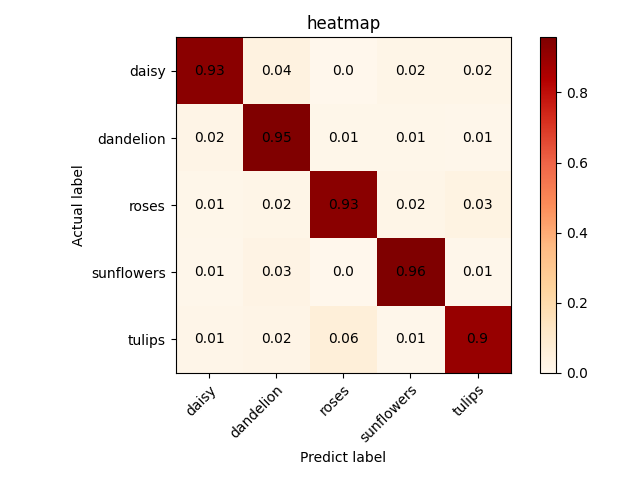 heatmap
daisy 0.93 0.04 0.0 0.02 0.02
0.8
dandelion 0.02 0.95 0.01 0.01 0.01
0.6
Actual label
roses 0.01 0.02 0.93 0.02 0.03
0.4
sunflowers 0.01 0.03 0.0 0.96 0.01
0.2
tulips 0.01 0.02 0.06 0.01 0.9
0.0
daisy dandelion roses sunflowers tulips
Predict label